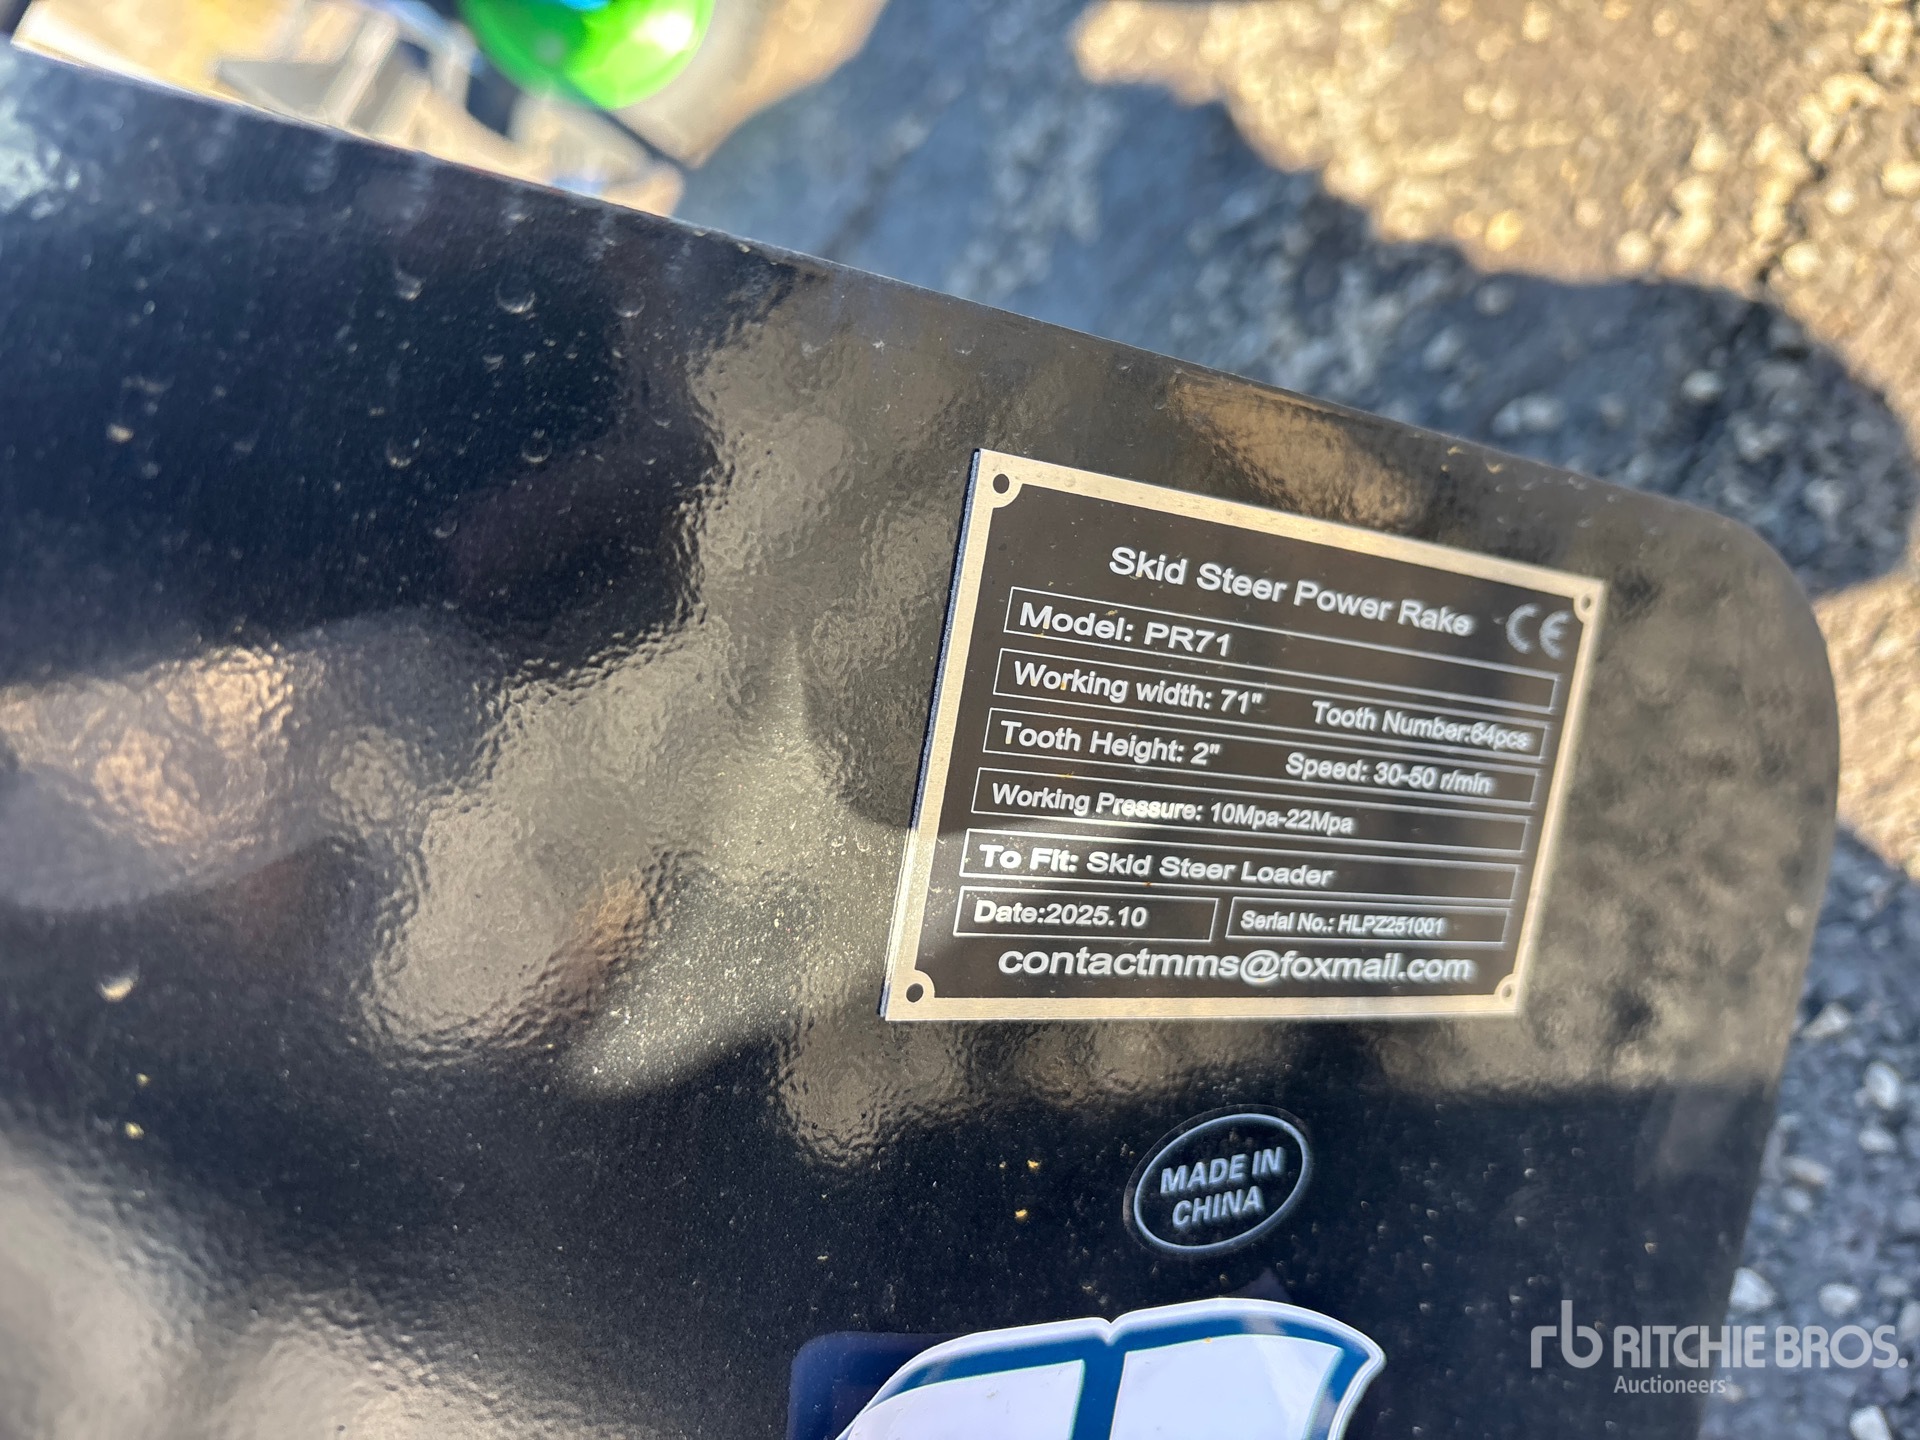 Skid Steer Power Rake CE
Model: PR71
Working width: 71" Tooth Number:64pcs
Tooth Height: 2" Speed: 30-50 r/min
Working Pressure: 10Mpa-22Mpa
To Fit: Skid Steer Loader
Date:2025.10 Serial No.: HLPZ251001
contactmms@foxmail.com
MADE IN
CHINA
rb RITCHIE BROS.
Auctioneers